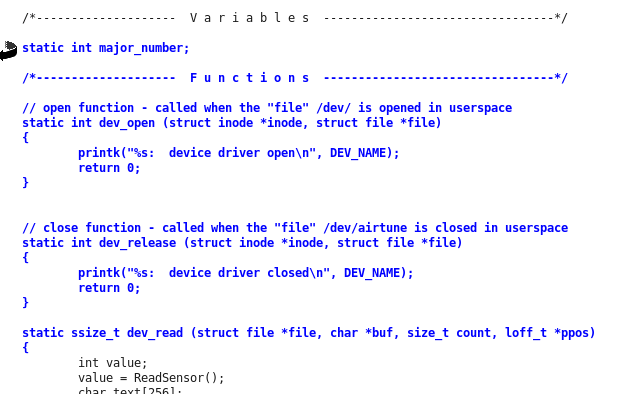 /*--------------------  V a r i a b l e s  ---------------------------------*/
static int major_number;
/*--------------------  F u n c t i o n s  ---------------------------------*/
// open function - called when the "file" /dev/ is opened in userspace
static int dev_open (struct inode *inode, struct file *file)
{
        printk("%s:  device driver open\n", DEV_NAME);
        return 0;
}
// close function - called when the "file" /dev/airtune is closed in userspace
static int dev_release (struct inode *inode, struct file *file)
{
        printk("%s:  device driver closed\n", DEV_NAME);
        return 0;
}
static ssize_t dev_read (struct file *file, char *buf, size_t count, loff_t *ppos)
{
        int value;
        value = ReadSensor();
        char text[256];